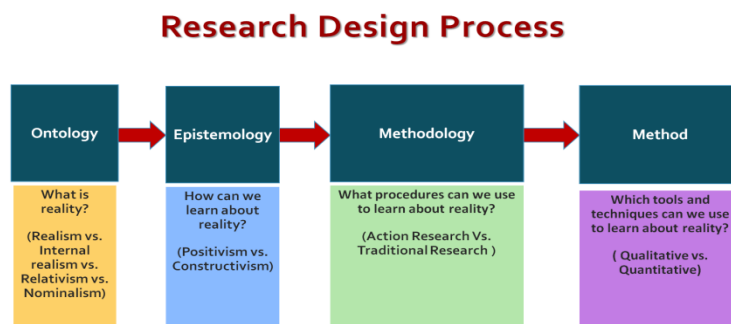 Research Design Process
Ontology
Epistemology
Methodology
Method
What is
reality?
(Realism vs.
Internal
realism vs.
Relativism vs.
Nominalism)
How can we
learn about
reality?
(Positivism vs.
Constructivism)
What procedures can we use
to learn about reality?
(Action Research Vs.
Traditional Research )
Which tools and
techniques can we use
to learn about reality?
( Qualitative vs.
Quantitative)